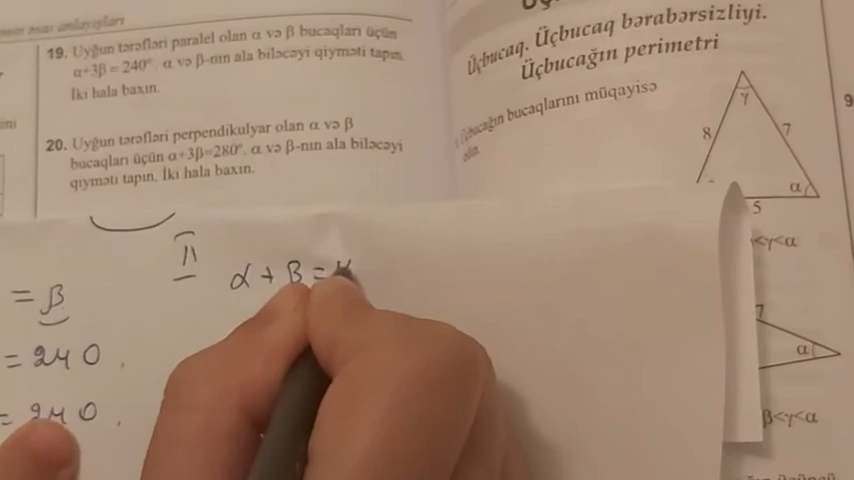 19. Uyğun tərəfləri paralel olan α və β bucaqları üçün
α+3β = 240°. α və β-nın ala biləcəyi qiyməti tapın.
İki hala baxın.
20. Uyğun tərəfləri perpendikulyar olan α və β
bucaqları üçün α+3β=280°. α və β-nın ala biləcəyi
qiyməti tapın. İki hala baxın.
Üçbucaq. Üçbucaq bərabərsizliyi.
Üçbucağın perimetri
bucaqlarını müqayisə
γ
8
7
α
5
<γ<α
7
α
β<γ<α
9
= β
= 240.
= 240.
II
α + β =